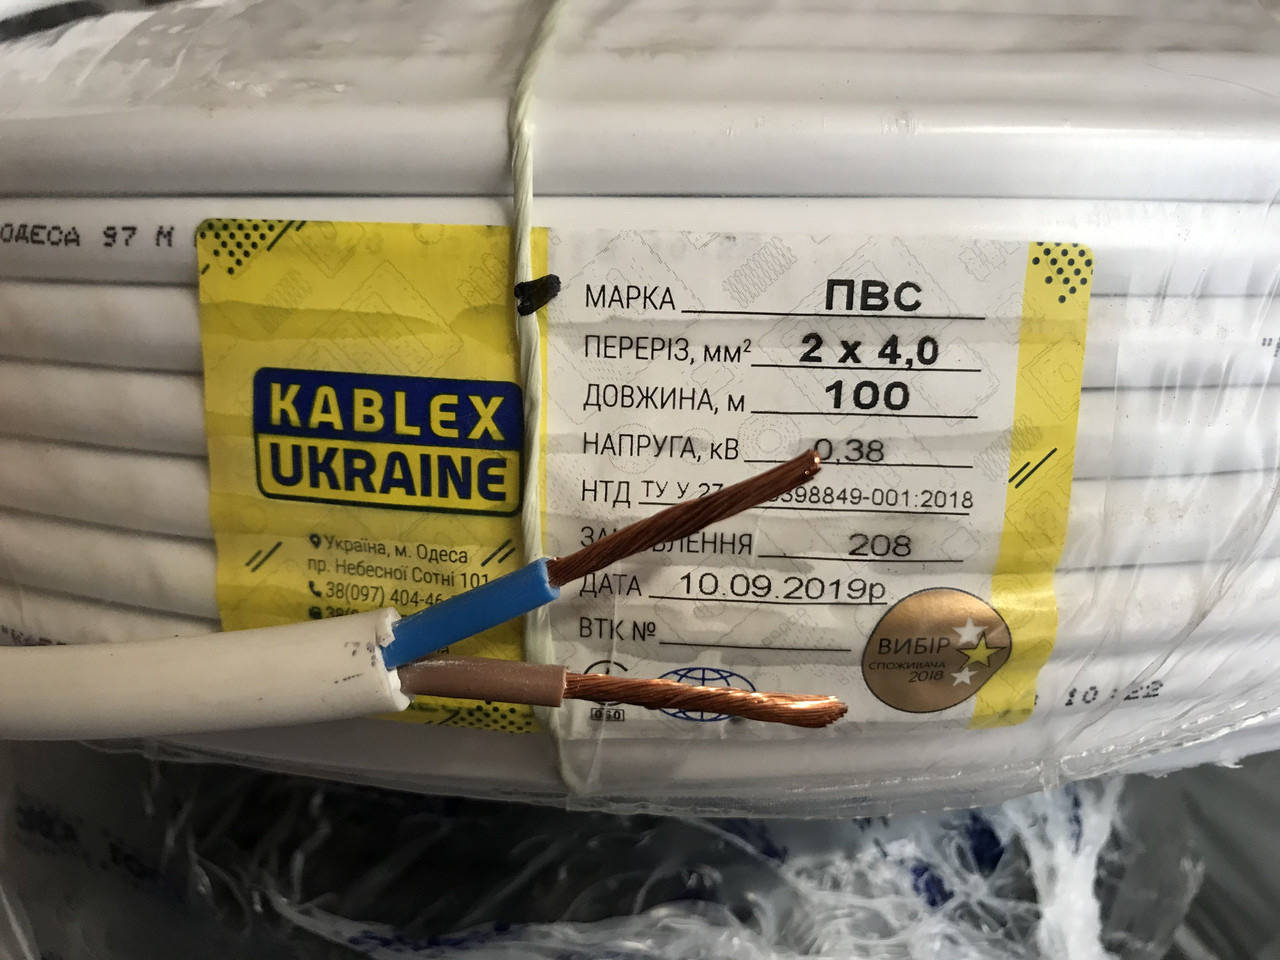 ОДЕСА 97 М
KABLEX
UKRAINE
Україна, м. Одеса
пр. Небесної Сотні 101
38(097) 404-46
МАРКА ПВС
ПЕРЕРІЗ, мм² 2 x 4,0
ДОВЖИНА, м 100
НАПРУГА, кВ 0,38
НТД ТУ У 27 398849-001:2018
ЗАМОВЛЕННЯ 208
ДАТА 10.09.2019р
ВТК №
ВИБІР
СПОЖИВАЧА
2018
10:22